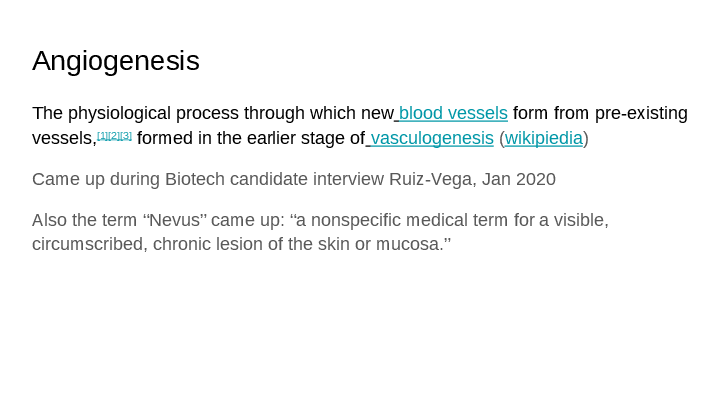 Angiogenesis
The physiological process through which new blood vessels form from pre-existing
vessels,[1][2][3] formed in the earlier stage of vasculogenesis (wikipiedia)
Came up during Biotech candidate interview Ruiz-Vega, Jan 2020
Also the term “Nevus” came up: “a nonspecific medical term for a visible,
circumscribed, chronic lesion of the skin or mucosa.”